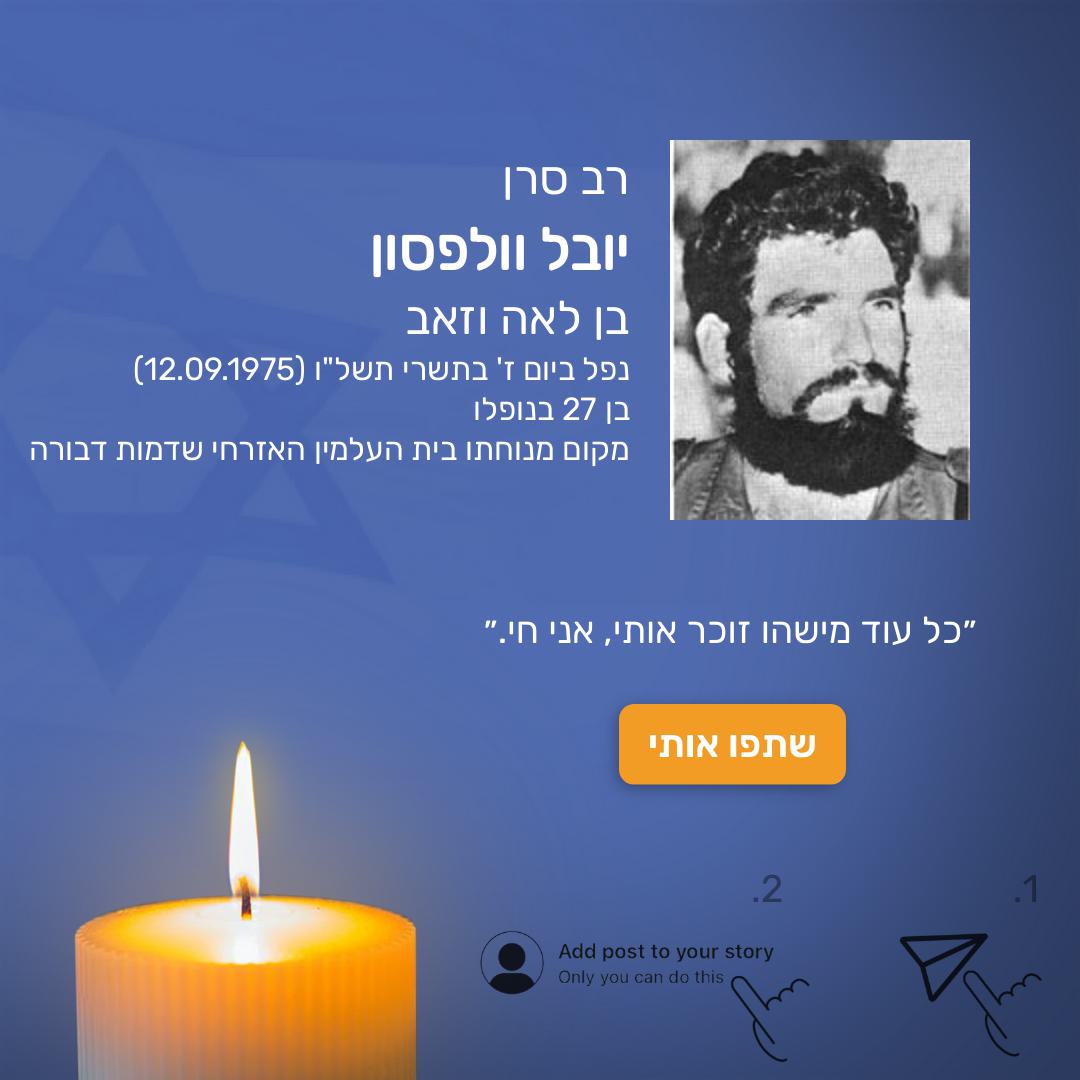 רב סרן
יובל וולפסון
בן לאה וזאב
נפל ביום ז' בתשרי תשל"ו (12.09.1975)
בן 27 בנופלו
מקום מנוחתו בית העלמין האזרחי שדמות דבורה
״כל עוד מישהו זוכר אותי, אני חי.״
שתפו אותי
1.
2.
Add post to your story
Only you can do this